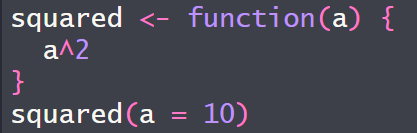 squared <- function(a) {
  a^2
}
squared(a = 10)